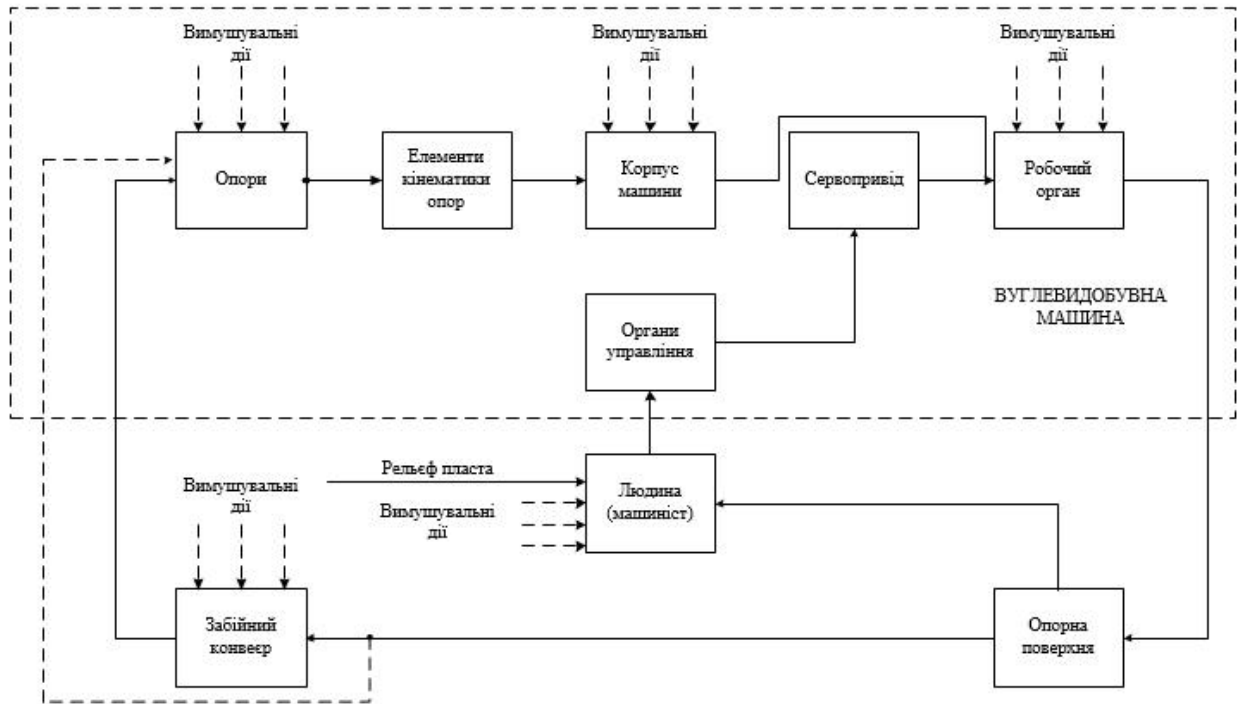 Вимушувальні
дії
Вимушувальні
дії
Вимушувальні
дії
Опори
Елементи
кінематики
опор
Корпус
машини
Сервопривід
Робочий
орган
ВУГЛЕВИДОБУВНА
МАШИНА
Органи
управління
Рельєф пласта
Вимушувальні
дії
Людина
(машиніст)
Вимушувальні
дії
Забійний
конвеєр
Опорна
поверхня